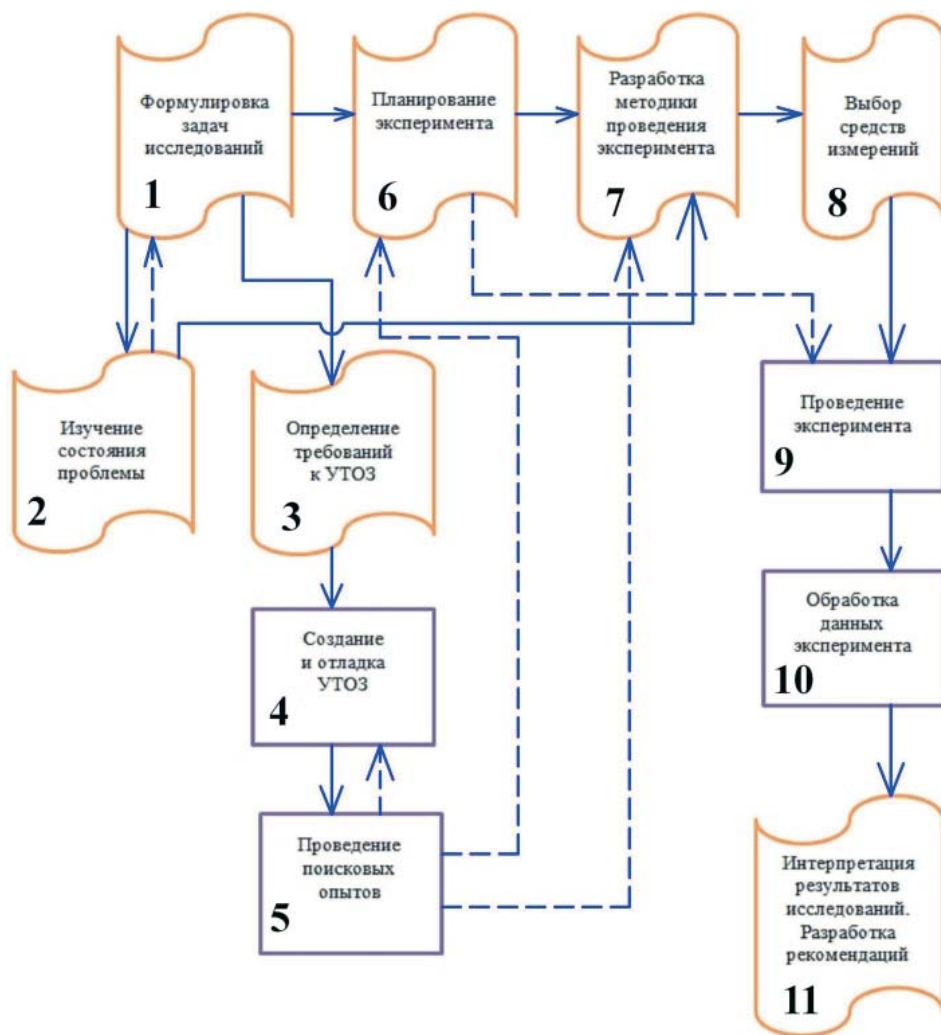 Формулировка
задач
исследований
1
Планирование
эксперимента
6
Разработка
методики
проведения
эксперимента
7
Выбор
средств
измерений
8
Изучение
состояния
проблемы
2
Определение
требований
к УТОЗ
3
Проведение
эксперимента
9
Создание
и отладка
УТОЗ
4
Обработка
данных
эксперимента
10
Проведение
поисковых
опытов
5
Интерпретация
результатов
исследований.
Разработка
рекомендаций
11